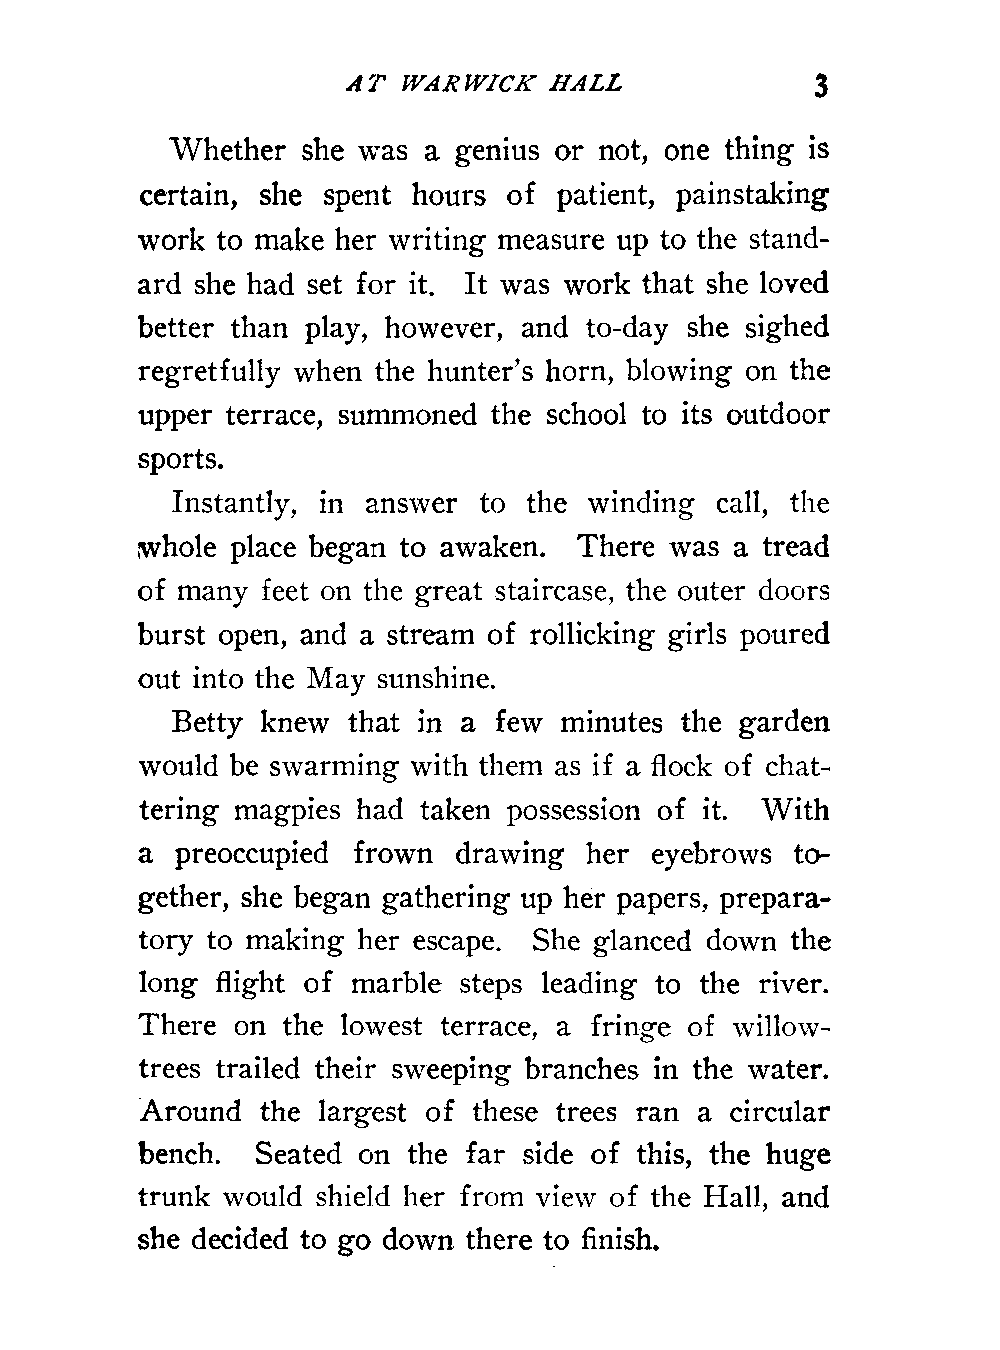 AT WARWICK HALL 3
Whether she was a genius or not, one thing is
certain, she spent hours of patient, painstaking
work to make her writing measure up to the stand-
ard she had set for it. It was work that she loved
better than play, however, and to-day she sighed
regretfully when the hunter's horn, blowing on the
upper terrace, summoned the school to its outdoor
sports.
Instantly, in answer to the winding call, the
whole place began to awaken. There was a tread
of many feet on the great staircase, the outer doors
burst open, and a stream of rollicking girls poured
out into the May sunshine.
Betty knew that in a few minutes the garden
would be swarming with them as if a flock of chat-
tering magpies had taken possession of it. With
a preoccupied frown drawing her eyebrows to-
gether, she began gathering up her papers, prepara-
tory to making her escape. She glanced down the
long flight of marble steps leading to the river.
There on the lowest terrace, a fringe of willow-
trees trailed their sweeping branches in the water.
Around the largest of these trees ran a circular
bench. Seated on the far side of this, the huge
trunk would shield her from view of the Hall, and
she decided to go down there to finish.